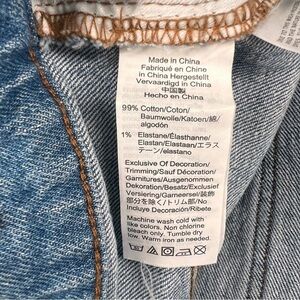 Made in China
Fabriqué en Chine
In China Hergestellt
Vervaardigd in China
中国製
Hecho en China
99% Cotton/Coton/
Baumwolle/Katoen/綿/
algodón
1% Elastane/Élasthanne/
Elastan/Elastaan/エラス
テーン/elastano
Exclusive Of Decoration/
Trimming/Sauf Décoration/
Garnitures/Ausgenommen
Dekoration/Besatz/Exclusief
Versiering/Garneersel/装飾
部分を除く/トリム部/No
Incluye Decoración/Ribete
Machine wash cold with
like colors. Non chlorine
bleach only. Tumble dry
low. Warm iron as needed.